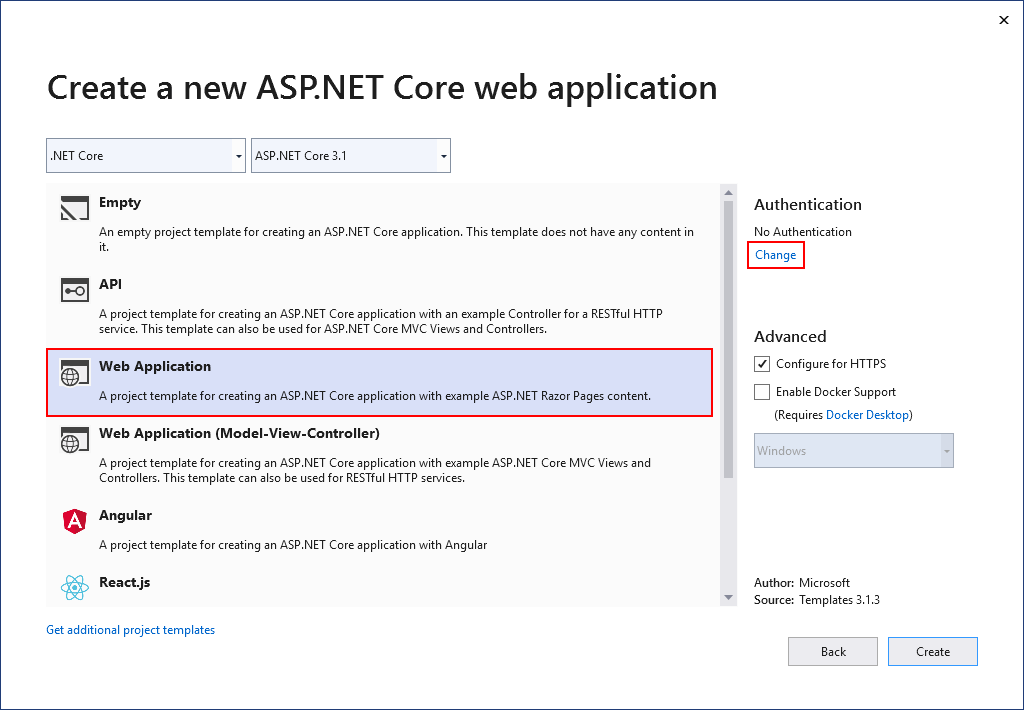 Create a new ASP.NET Core web application
.NET Core
ASP.NET Core 3.1
Empty
An empty project template for creating an ASP.NET Core application. This template does not have any content in
it.
API
A project template for creating an ASP.NET Core application with an example Controller for a RESTful HTTP
service. This template can also be used for ASP.NET Core MVC Views and Controllers.
Web Application
A project template for creating an ASP.NET Core application with example ASP.NET Razor Pages content.
Web Application (Model-View-Controller)
A project template for creating an ASP.NET Core application with example ASP.NET Core MVC Views and
Controllers. This template can also be used for RESTful HTTP services.
Angular
A project template for creating an ASP.NET Core application with Angular
React.js
Get additional project templates
Authentication
No Authentication
Change
Advanced
Configure for HTTPS
Enable Docker Support
(Requires Docker Desktop)
Windows
Author: Microsoft
Source: Templates 3.1.3
Back
Create